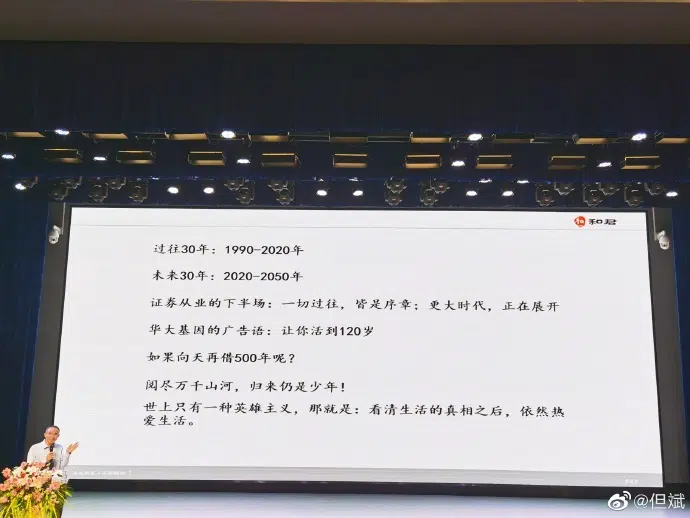 和君
过往30年：1990-2020年
未来30年：2020-2050年
证券从业的下半场：一切过往，皆是序章；更大时代，正在展开
华大基因的广告语：让你活到120岁
如果向天再借500年呢？
阅尽万千山河，归来仍是少年！
世上只有一种英雄主义，那就是：看清生活的真相之后，依然热
爱生活。
@但斌